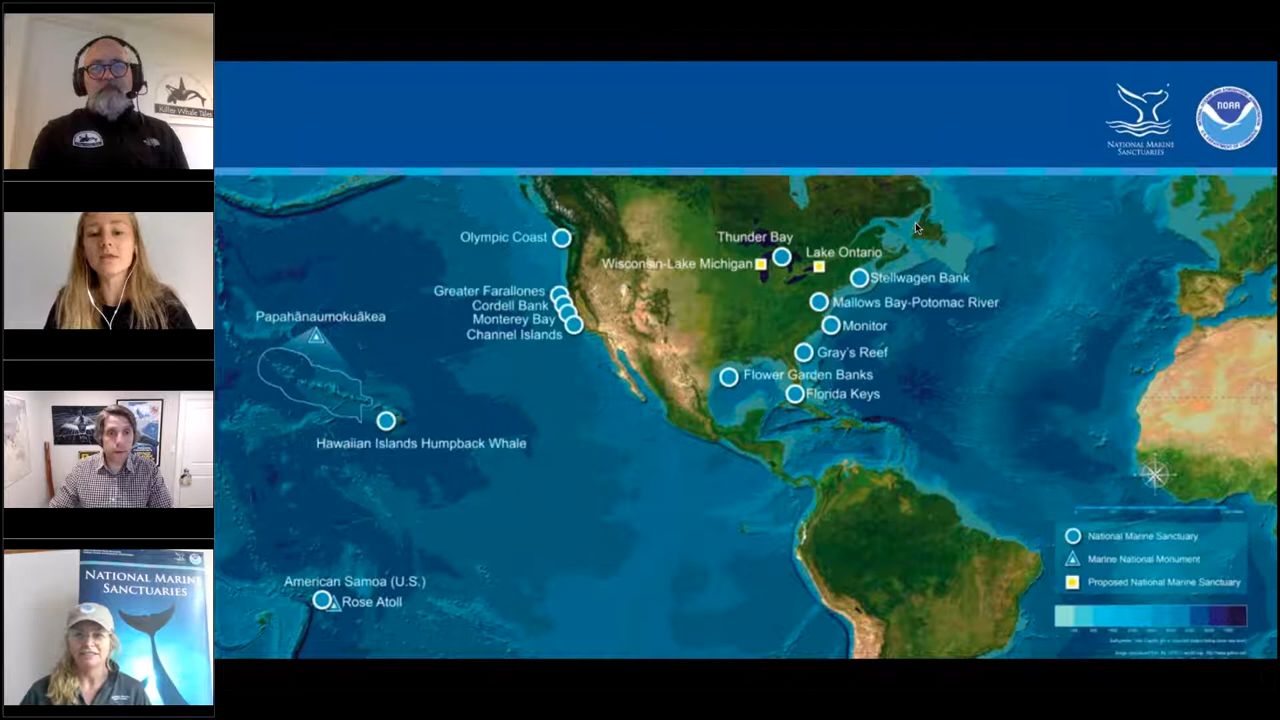 Killer Whale Tales
NATIONAL MARINE
SANCTUARIES
NATIONAL MARINE
SANCTUARIES
NOAA
Olympic Coast
Thunder Bay
Lake Ontario
Wisconsin-Lake Michigan
Stellwagen Bank
Greater Farallones
Cordell Bank
Monterey Bay
Channel Islands
Mallows Bay-Potomac River
Monitor
Papahānaumokuākea
Gray's Reef
Flower Garden Banks
Florida Keys
Hawaiian Islands Humpback Whale
American Samoa (U.S.)
Rose Atoll
National Marine Sanctuary
Marine National Monument
Proposed National Marine Sanctuary